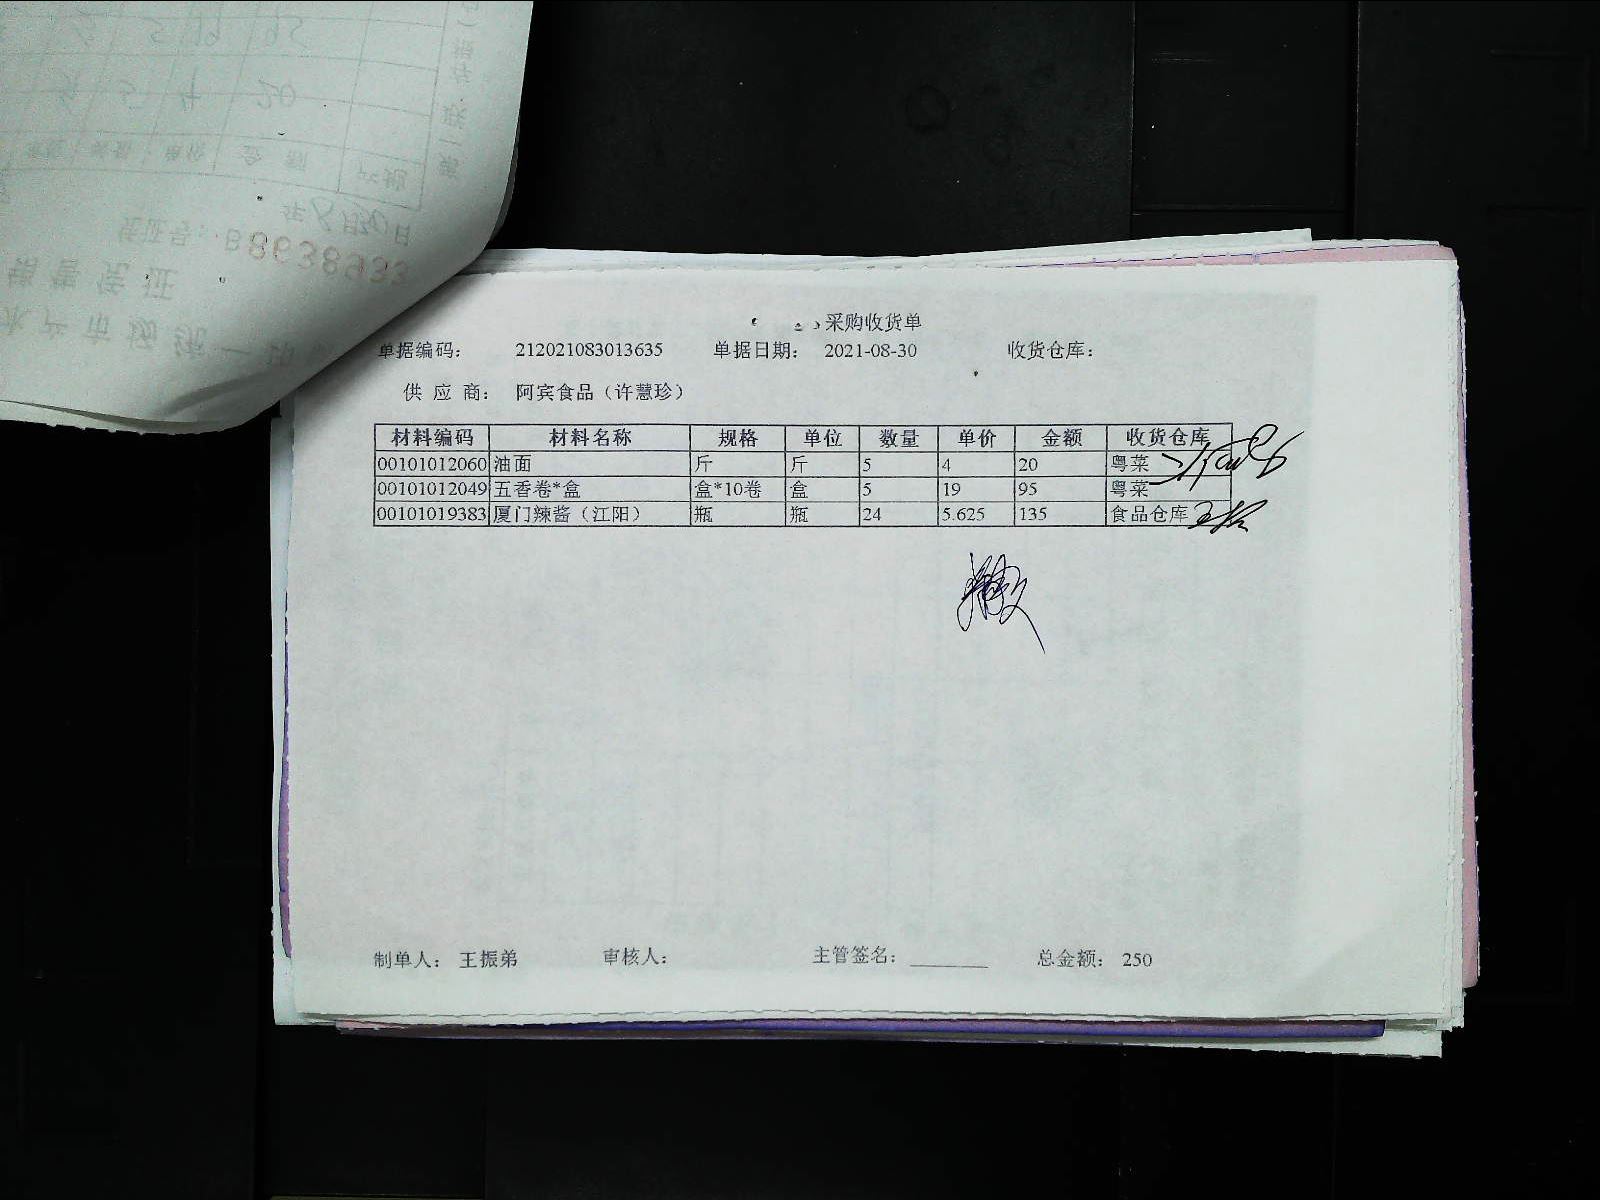 采购收货单
单据编码： 212021083013635 单据日期： 2021-08-30 收货仓库：
供 应 商： 阿宾食品（许慧珍）
材料编码 材料名称 规格 单位 数量 单价 金额 收货仓库
00101012060 油面 斤 斤 5 4 20 粤菜
00101012049 五香卷*盒 盒*10卷 盒 5 19 95 粤菜
00101019383 厦门辣酱（江阳） 瓶 瓶 24 5.625 135 食品仓库
制单人： 王振弟 审核人： 主管签名： 总金额： 250